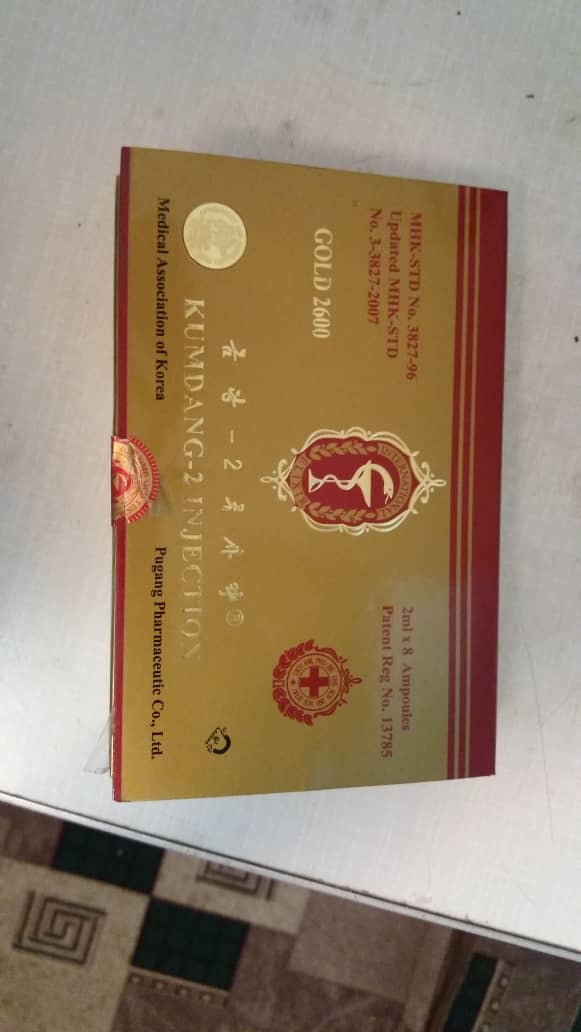 MHK-STD No. 3827-96
Updated MHK-STD
No. 3-3827-2007
2ml x 8 Ampoules
Patent Reg No. 13785
INTERNATIONAL
GOLD 2600
금당-2 주사약®
KUMDANG-2 INJECTION
Medical Association of Korea
Pugang Pharmaceutic Co., Ltd.